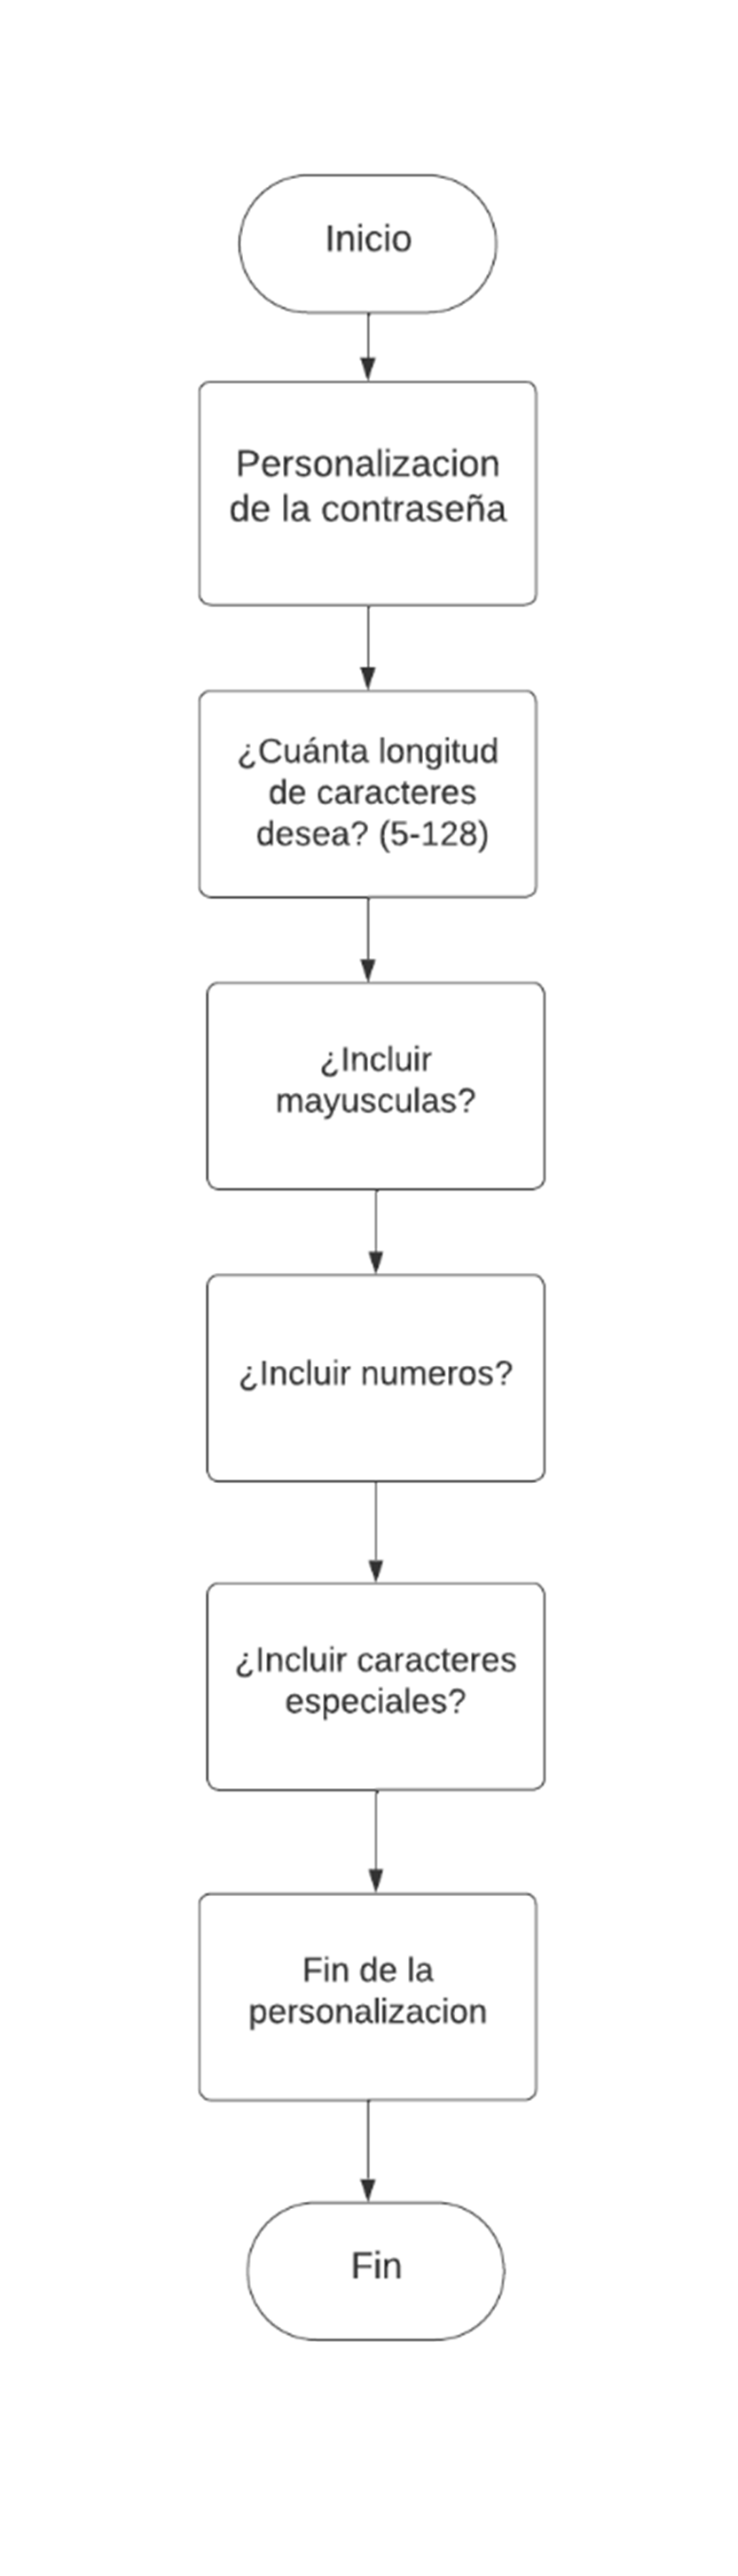 Inicio
Personalizacion
de la contraseña
¿Cuánta longitud
de caracteres
desea? (5-128)
¿Incluir
mayusculas?
¿Incluir numeros?
¿Incluir caracteres
especiales?
Fin de la
personalizacion
Fin